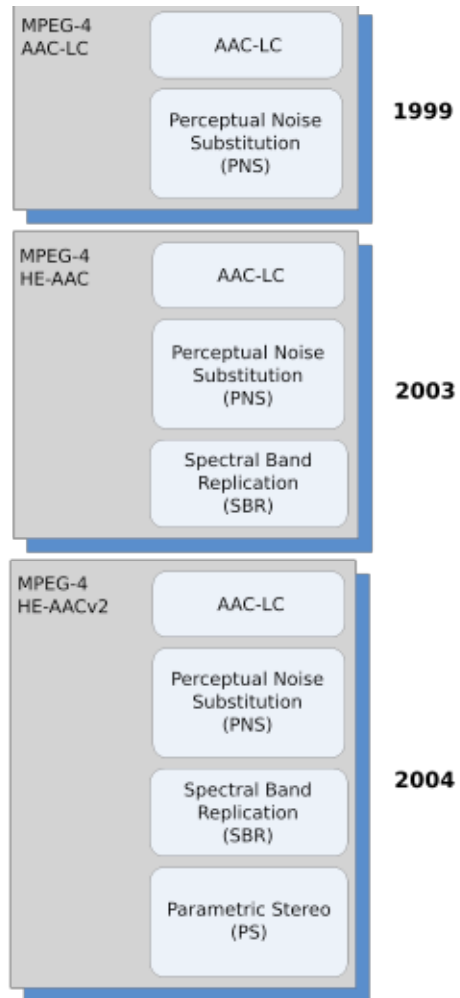 MPEG-4
AAC-LC
AAC-LC
Perceptual Noise
Substitution
(PNS)
1999
MPEG-4
HE-AAC
AAC-LC
Perceptual Noise
Substitution
(PNS)
Spectral Band
Replication
(SBR)
2003
MPEG-4
HE-AACv2
AAC-LC
Perceptual Noise
Substitution
(PNS)
Spectral Band
Replication
(SBR)
Parametric Stereo
(PS)
2004